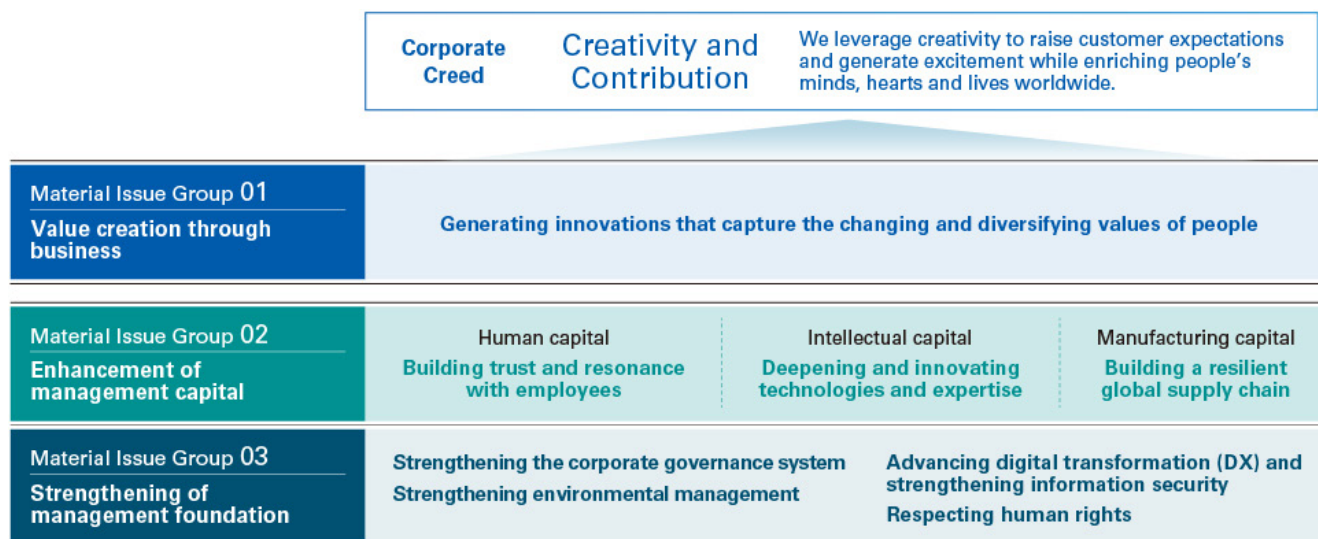 Corporate
Creed
Creativity and
Contribution
We leverage creativity to raise customer expectations
and generate excitement while enriching people's
minds, hearts and lives worldwide.
Material Issue Group 01
Value creation through
business
Generating innovations that capture the changing and diversifying values of people
Material Issue Group 02
Enhancement of
management capital
Human capital
Building trust and resonance
with employees
Intellectual capital
Deepening and innovating
technologies and expertise
Manufacturing capital
Building a resilient
global supply chain
Material Issue Group 03
Strengthening of
management foundation
Strengthening the corporate governance system
Strengthening environmental management
Advancing digital transformation (DX) and
strengthening information security
Respecting human rights